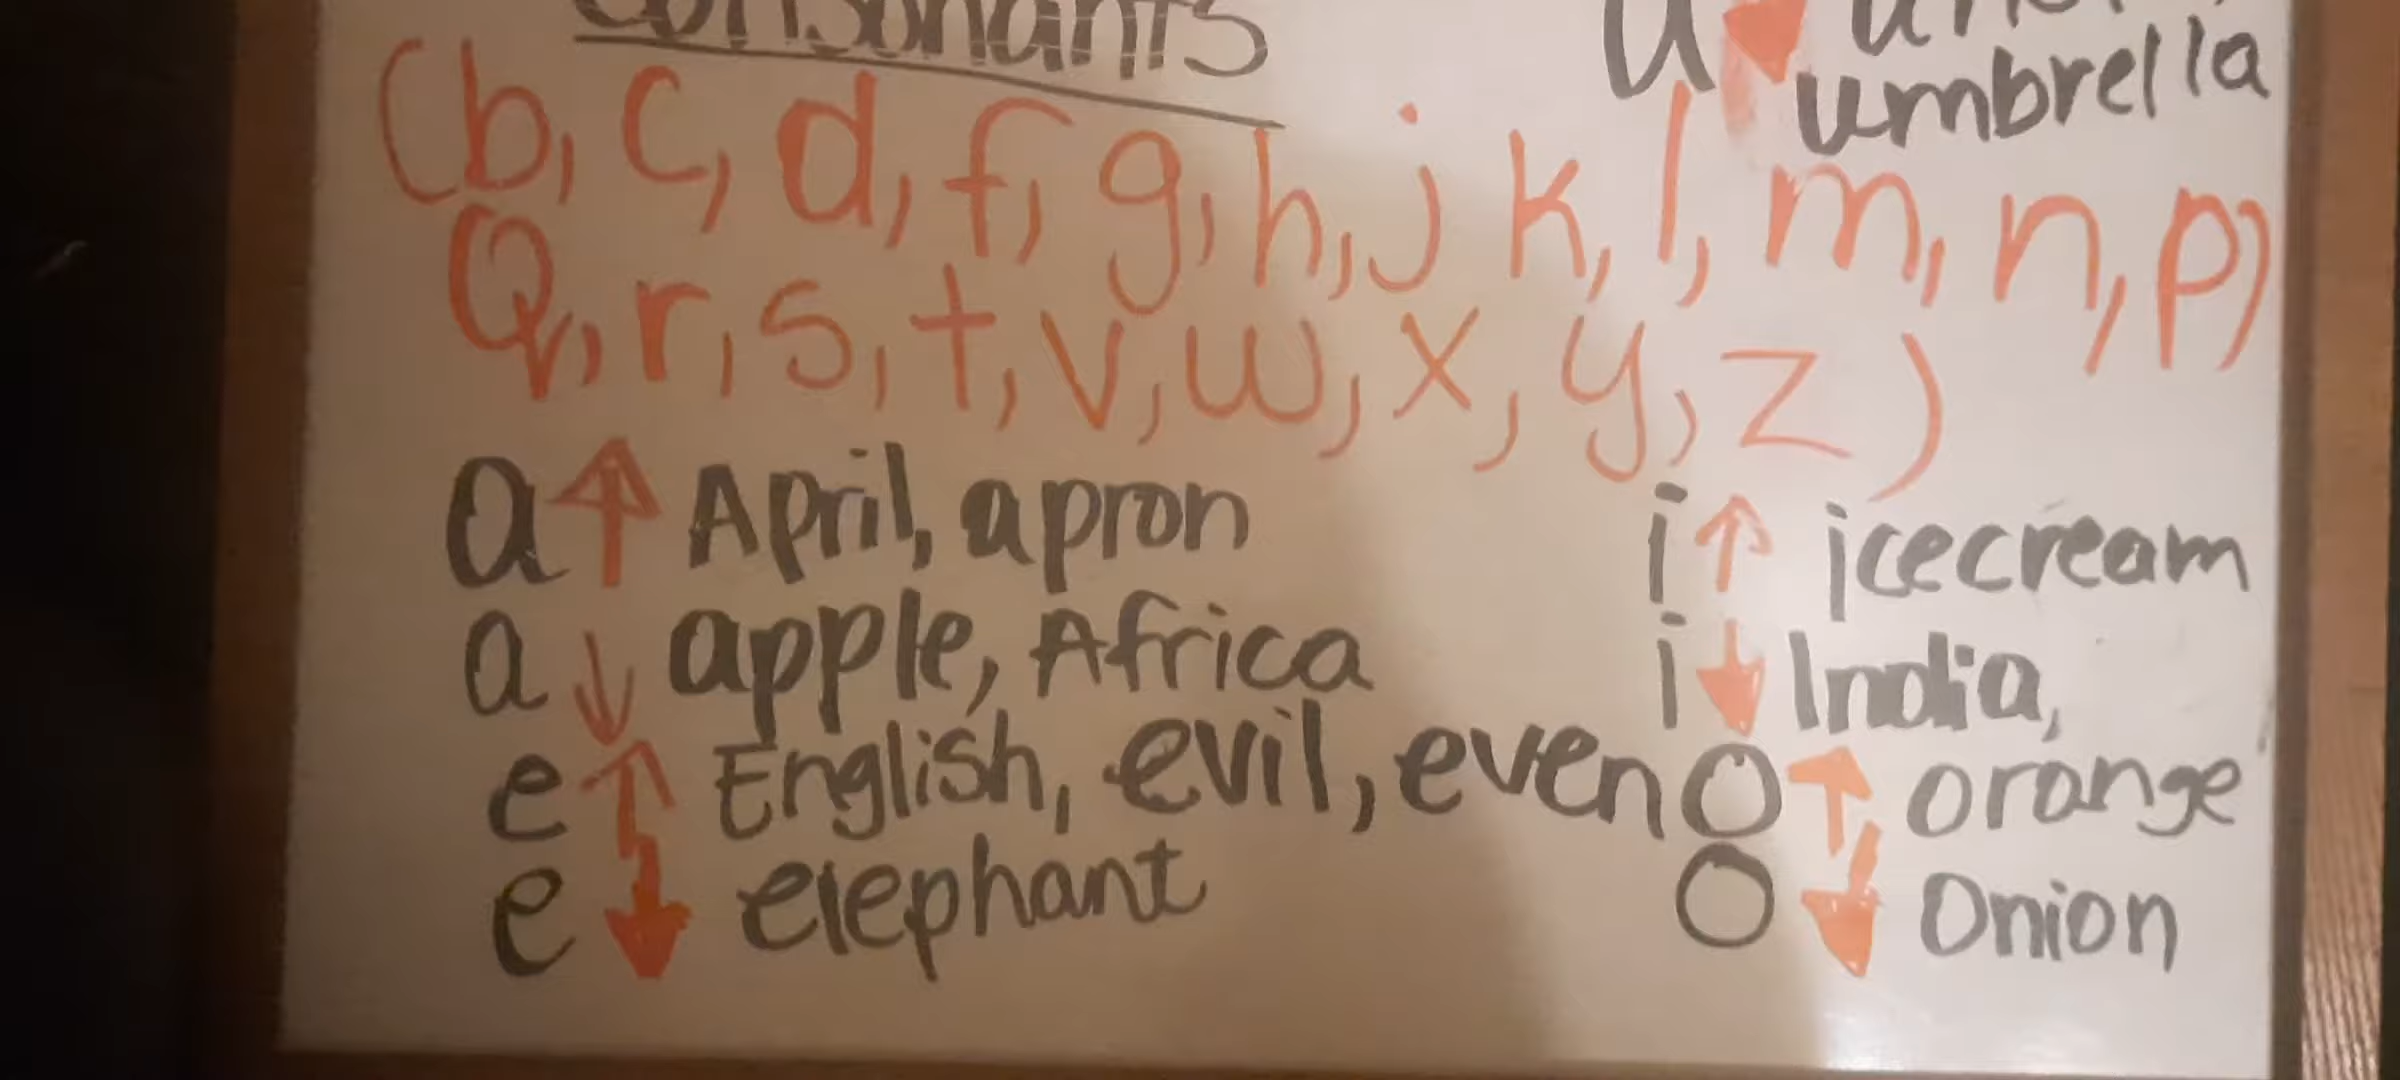 consonants
u
umbrella
(b, c, d, f, g, h, j k, l, m, n, p)
Q, r, s, t, v, w, x, y, z )
a ↑ April, apron
a ↓ apple, Africa
e ↑ English, evil, even
e ↓ elephant
i ↑ icecream
i ↓ India,
O ↑ orange
O ↓ Onion